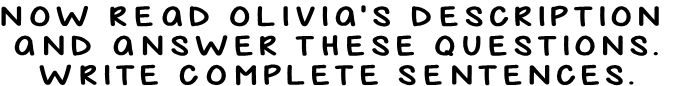 NOW READ OLIVIA'S DESCRIPTION
AND ANSWER THESE QUESTIONS.
WRITE COMPLETE SENTENCES.